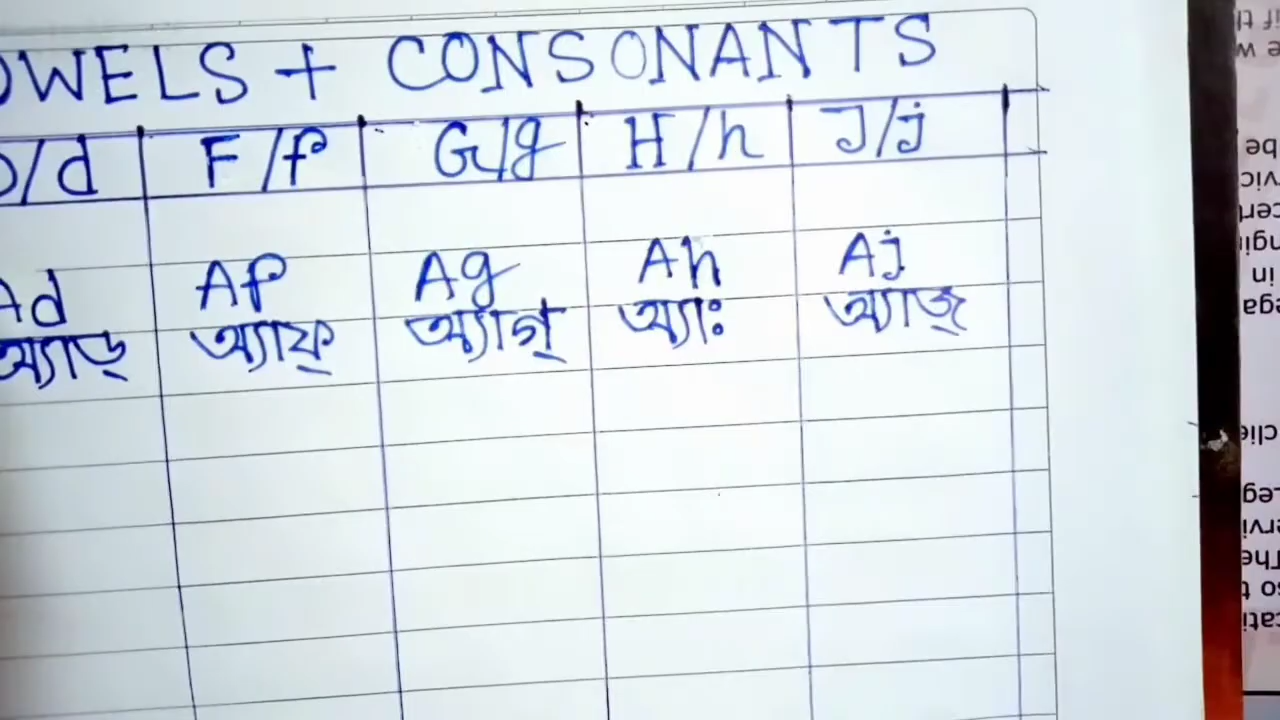 OWELS + CONSONANTS
D/d F/f G/g H/h J/j
Ad Af Ag Ah Aj
অ্যাড্ অ্যাফ্ অ্যাগ্ অ্যাঃ অ্যাজ্